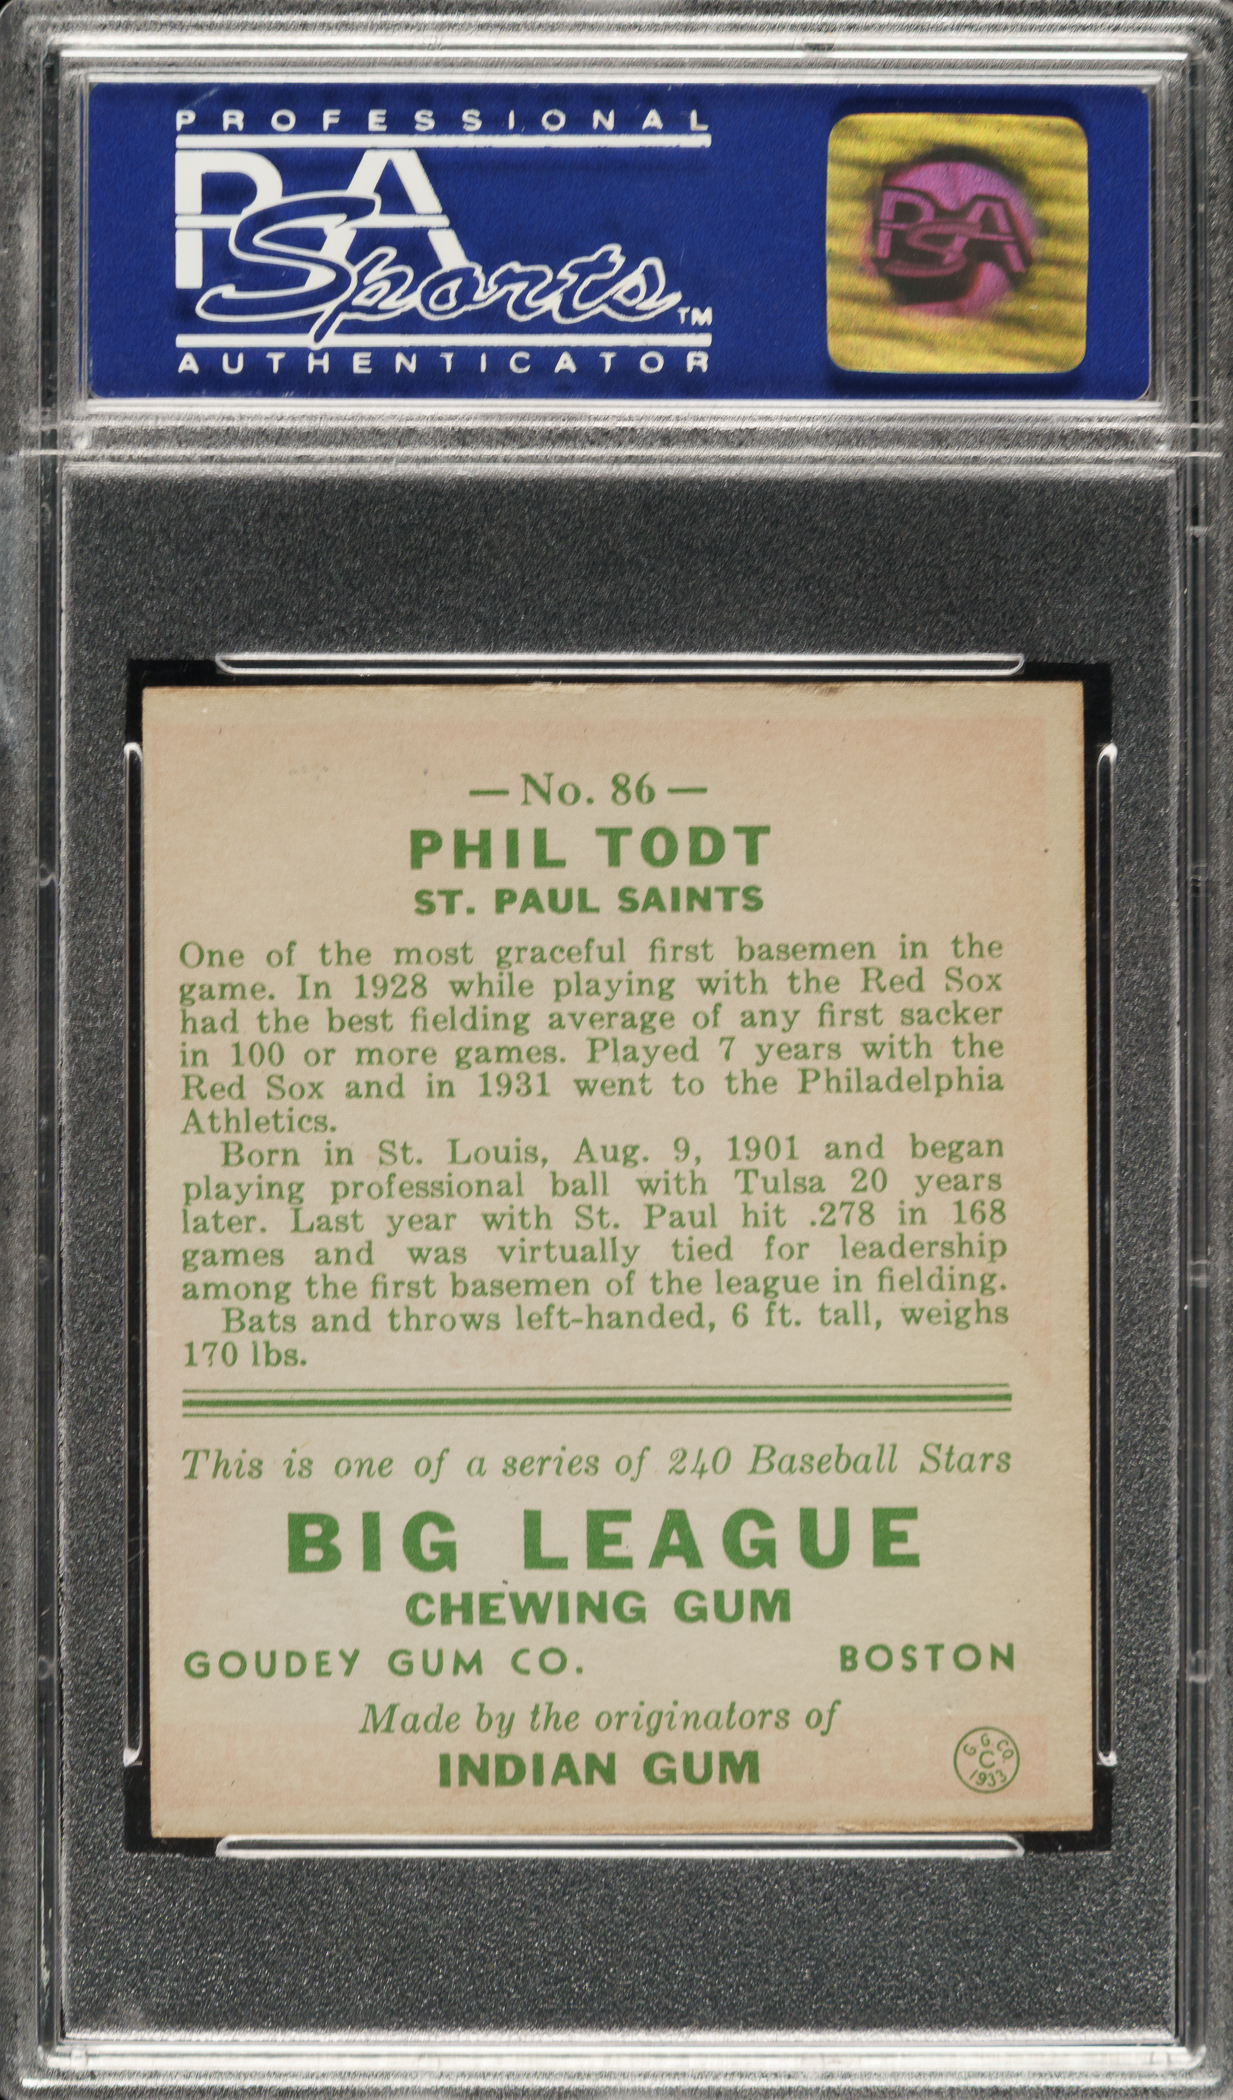 PROFESSIONAL
PSA
Sports™
AUTHENTICATOR
PSA
— No. 86 —
PHIL TODT
ST. PAUL SAINTS
One of the most graceful first basemen in the
game. In 1928 while playing with the Red Sox
had the best fielding average of any first sacker
in 100 or more games. Played 7 years with the
Red Sox and in 1931 went to the Philadelphia
Athletics.
Born in St. Louis, Aug. 9, 1901 and began
playing professional ball with Tulsa 20 years
later. Last year with St. Paul hit .278 in 168
games and was virtually tied for leadership
among the first basemen of the league in fielding.
Bats and throws left-handed, 6 ft. tall, weighs
170 lbs.
This is one of a series of 240 Baseball Stars
BIG LEAGUE
CHEWING GUM
GOUDEY GUM CO. BOSTON
Made by the originators of
INDIAN GUM
G. G. CO.
C
1933